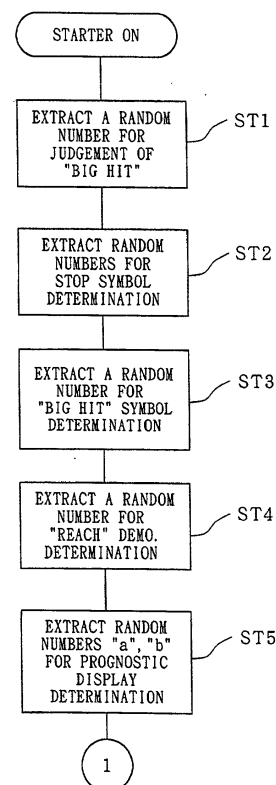 STARTER ON
EXTRACT A RANDOM
NUMBER FOR
JUDGEMENT OF
"BIG HIT"
ST1
EXTRACT RANDOM
NUMBERS FOR
STOP SYMBOL
DETERMINATION
ST2
EXTRACT A RANDOM
NUMBER FOR
"BIG HIT" SYMBOL
DETERMINATION
ST3
EXTRACT A RANDOM
NUMBER FOR
"REACH" DEMO.
DETERMINATION
ST4
EXTRACT RANDOM
NUMBERS "a","b"
FOR PROGNOSTIC
DISPLAY
DETERMINATION
ST5
1